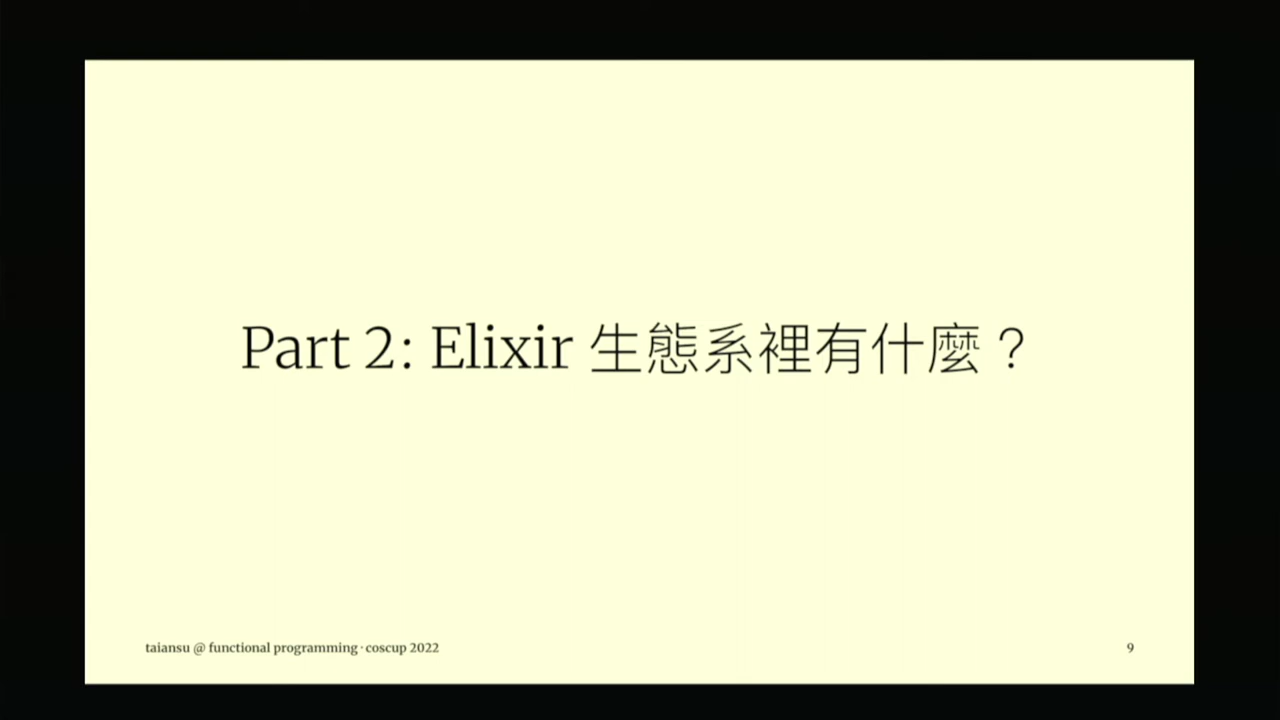 Part 2: Elixir 生態系裡有什麼？
taiansu @ functional programming · coscup 2022
9